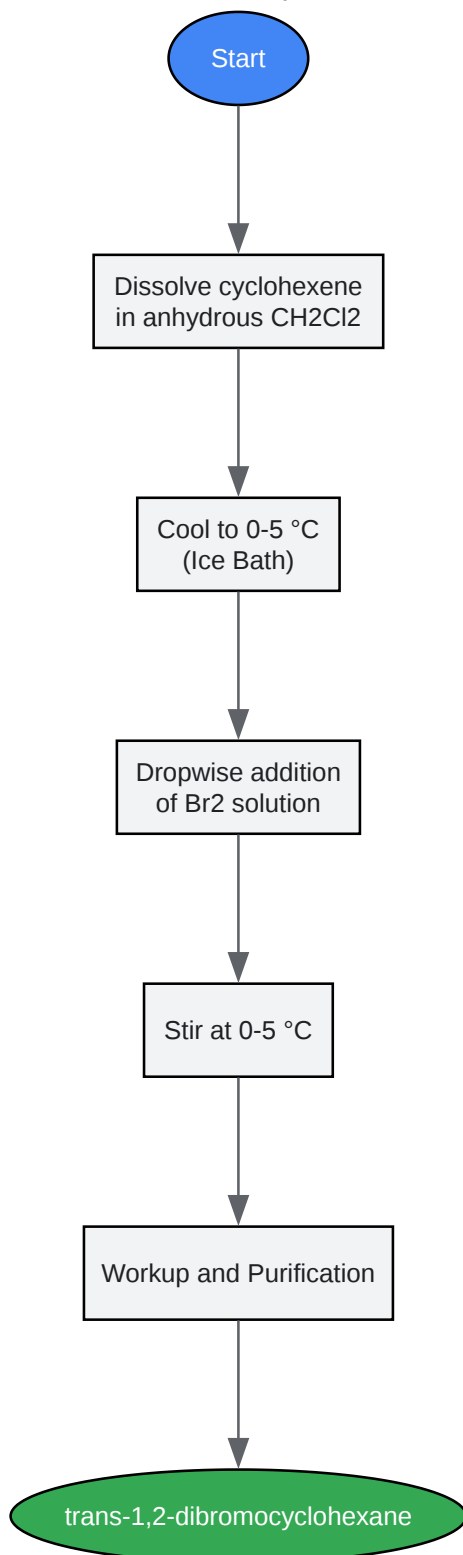 Start
Dissolve cyclohexene
in anhydrous CH2Cl2
Cool to 0-5 °C
(Ice Bath)
Dropwise addition
of Br2 solution
Stir at 0-5 °C
Workup and Purification
trans-1,2-dibromocyclohexane